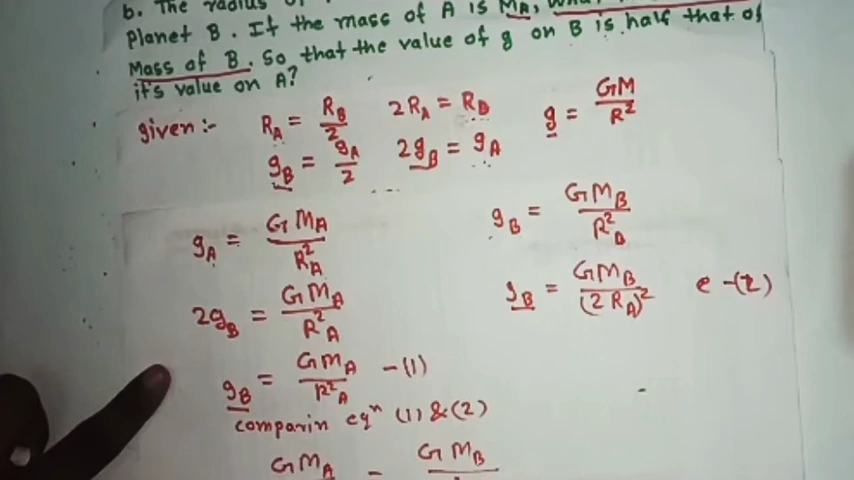 b. The radius of
Planet B. If the mass of A is MA, what
Mass of B. So that the value of g on B is half that of
it's value on A?
given:- RA = RB/2 2RA = RB g = GM/R²
gB = gA/2 2gB = gA
gA = GMA/R²A gB = GMB/R²B
2gB = GMA/R²A gB = GMB/(2RA)² e -(2)
gB = GMA/R²A -(1)
comparin eqⁿ (1) & (2)
GMA = GMB